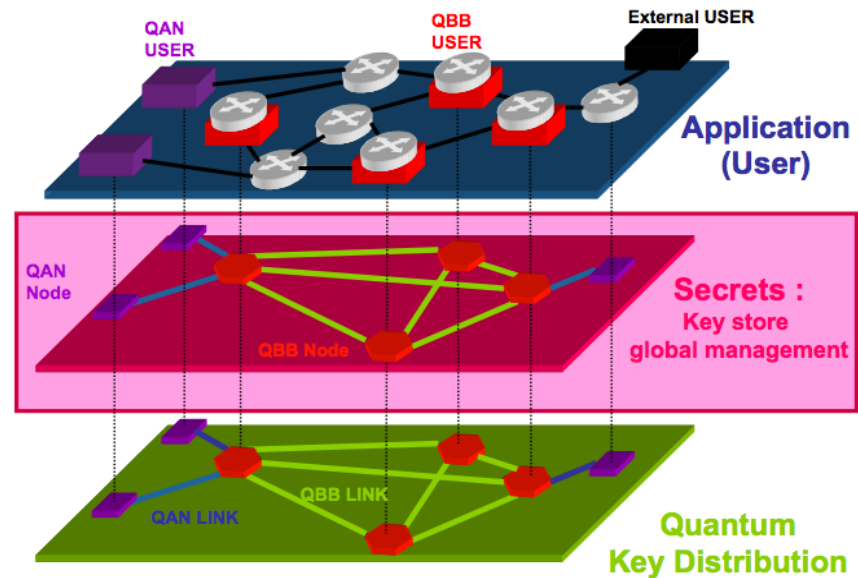 QAN
USER
QBB
USER
External USER
Application
(User)
QAN
Node
QBB Node
Secrets :
Key store
global management
QBB LINK
QAN LINK
Quantum
Key Distribution